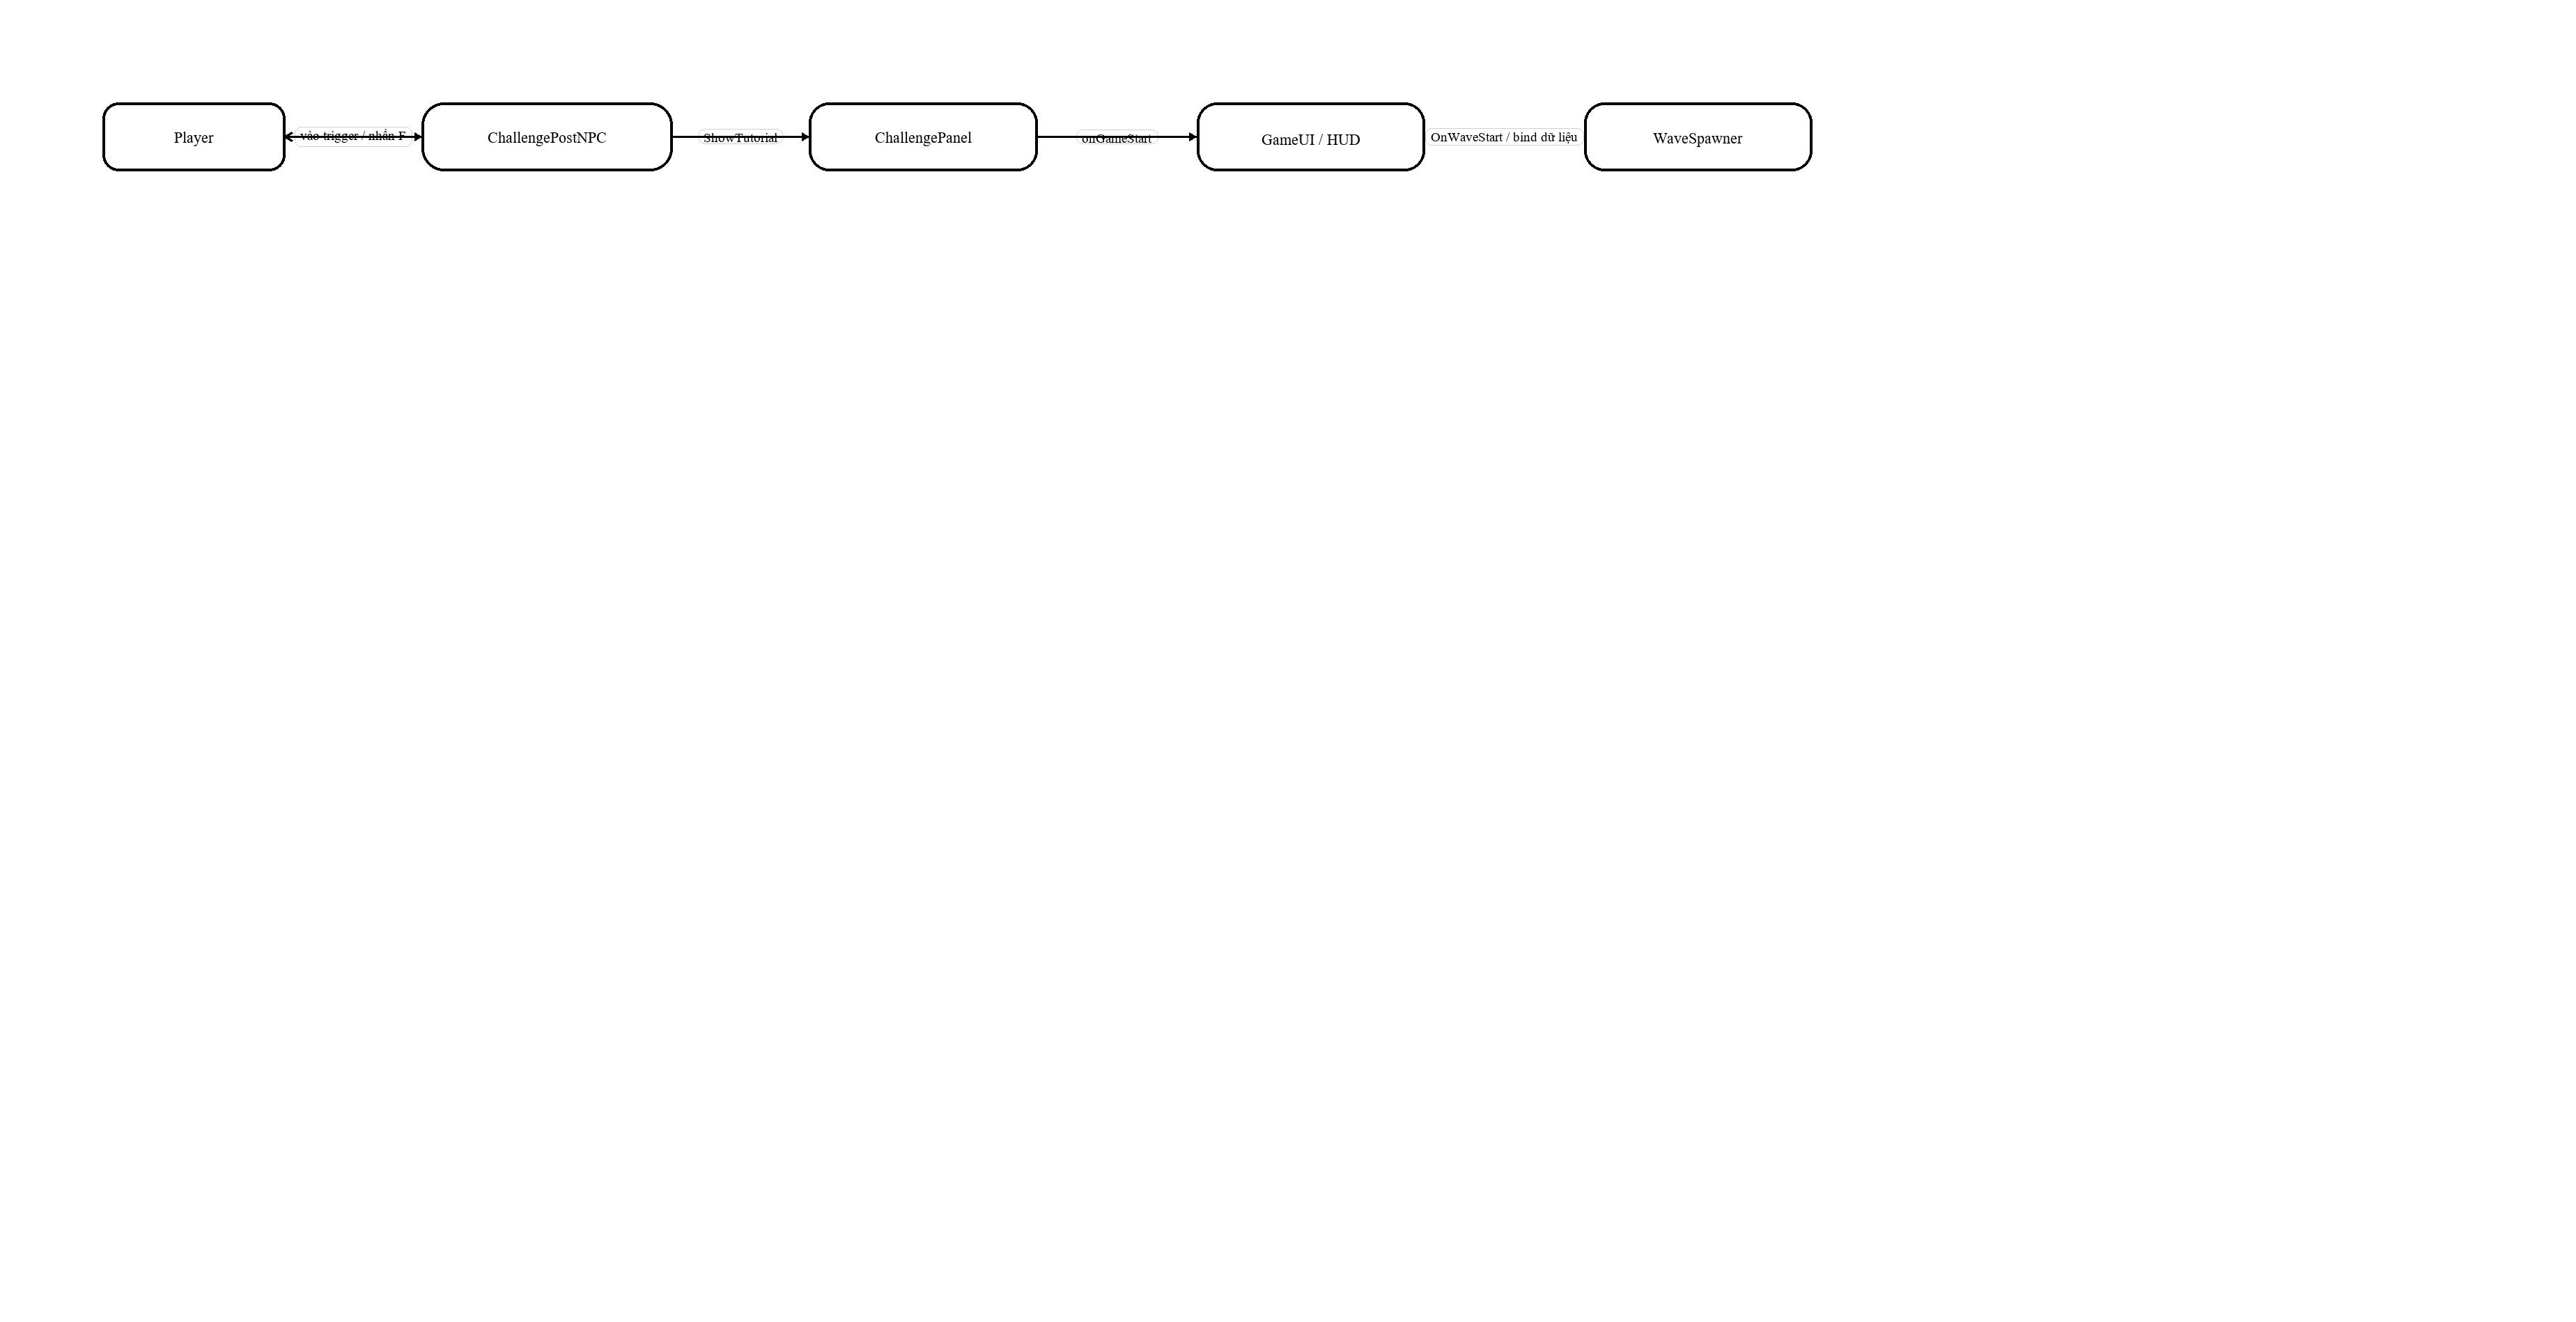 Player
vào trigger / nhấn F
ChallengePostNPC
ShowTutorial
ChallengePanel
onGameStart
GameUI / HUD
OnWaveStart / bind dữ liệu
WaveSpawner